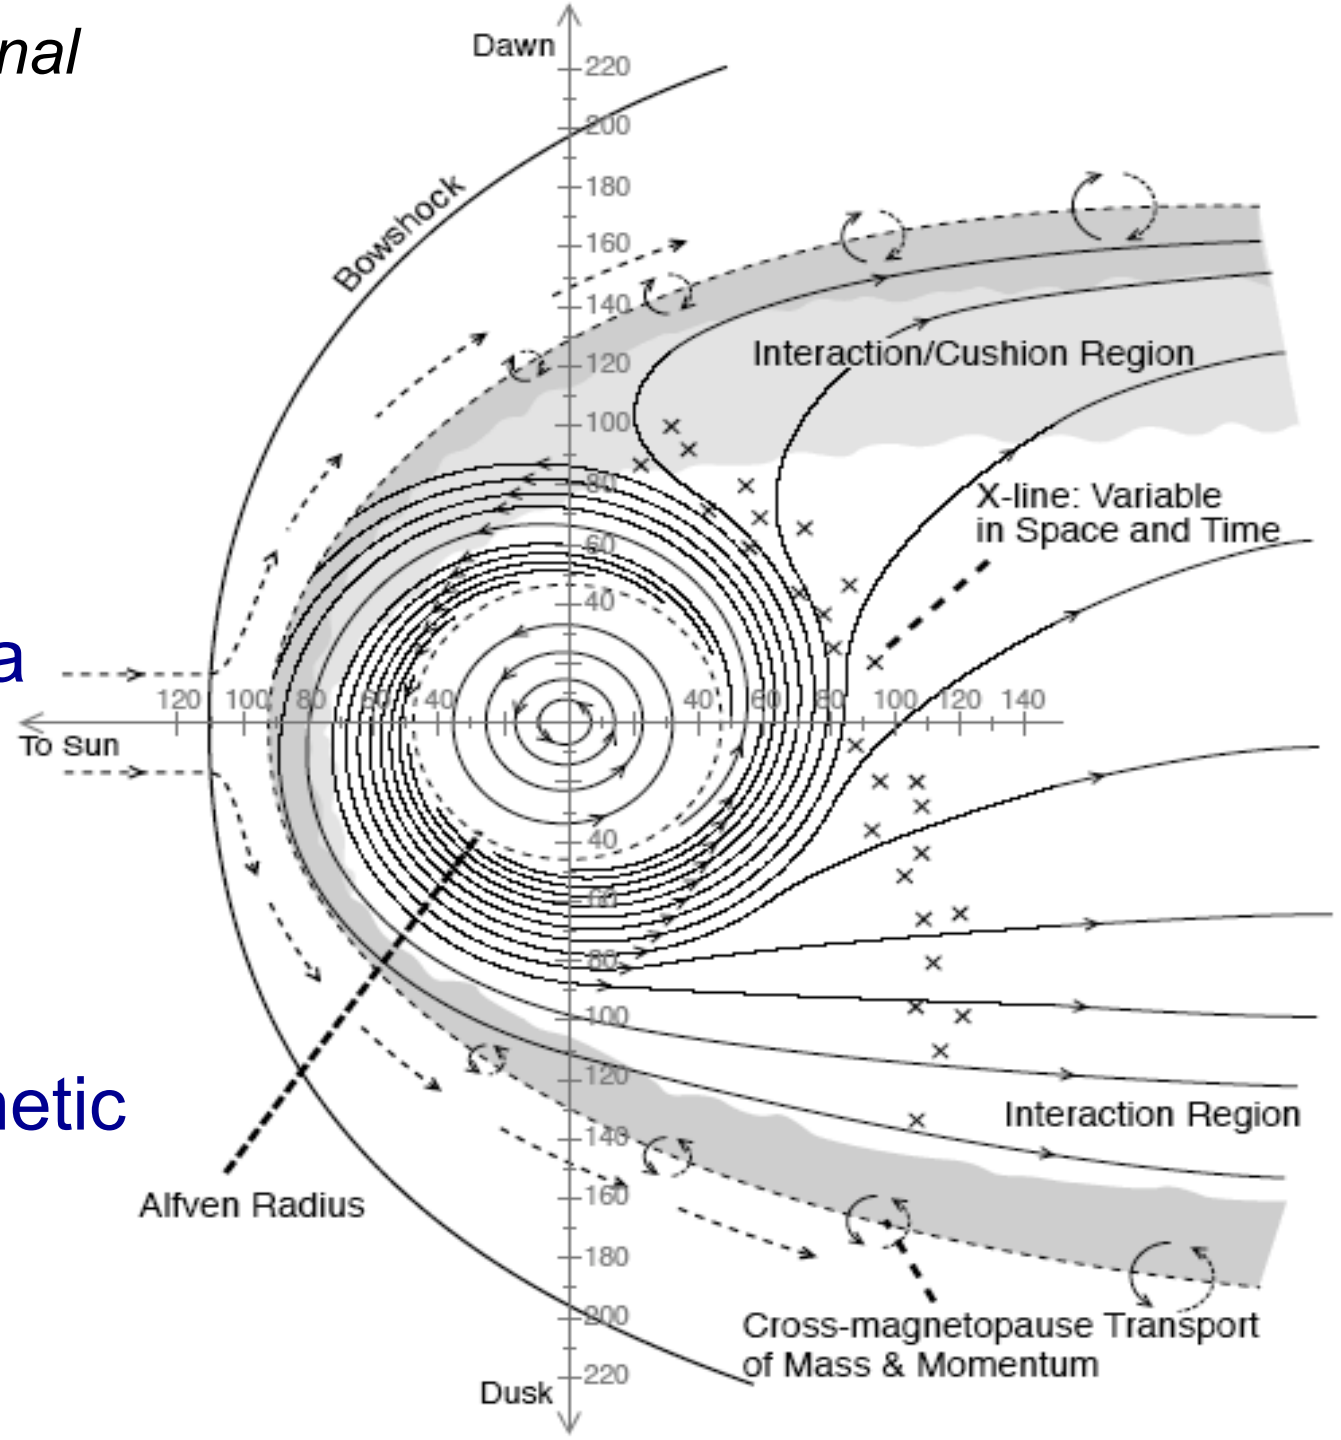 nal
Dawn
220
200
180
160
140
120
100
80
60
40
Bowshock
Interaction/Cushion Region
X-line: Variable
in Space and Time
a
120 100 80 60 40 40 60 80 100 120 140
To Sun
40
60
80
100
120
140
160
180
200
220
netic
Interaction Region
Alfven Radius
Cross-magnetopause Transport
of Mass & Momentum
Dusk